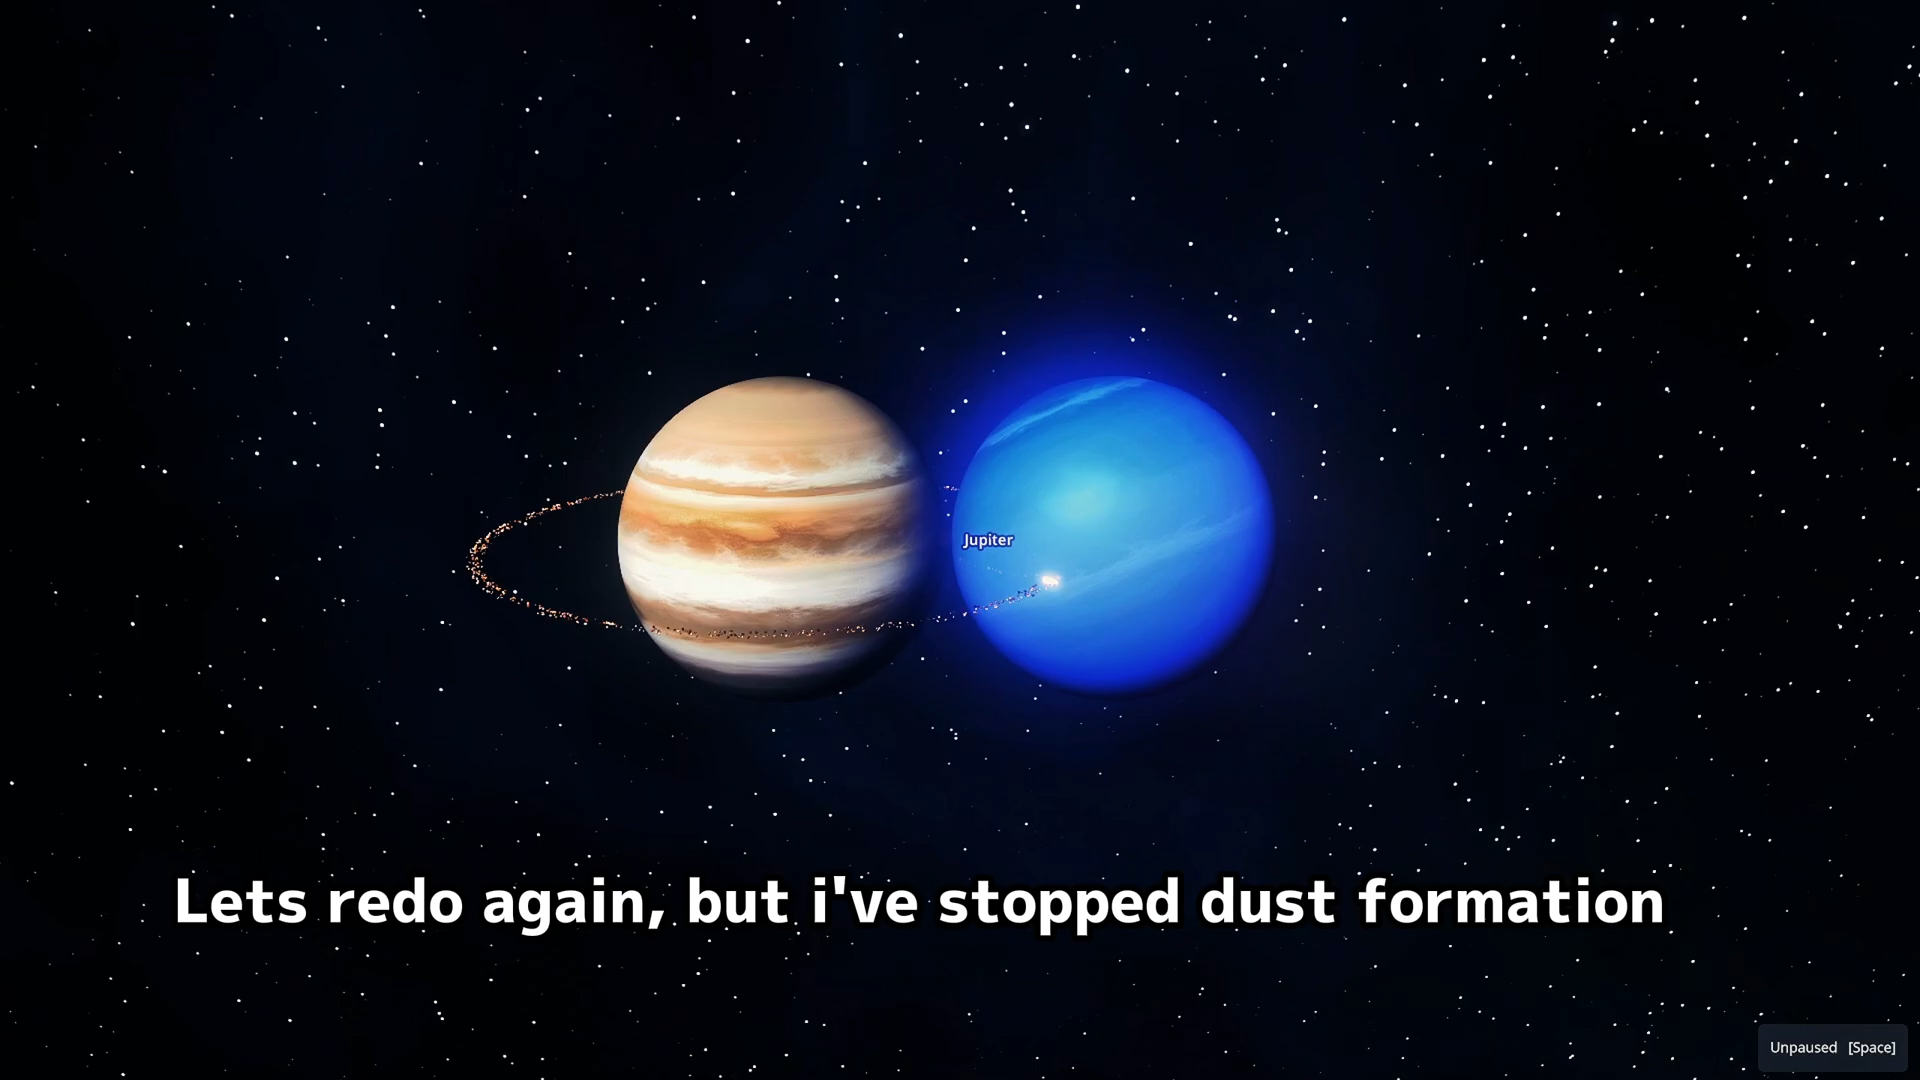 Jupiter
Lets redo again, but i've stopped dust formation
Unpaused [Space]